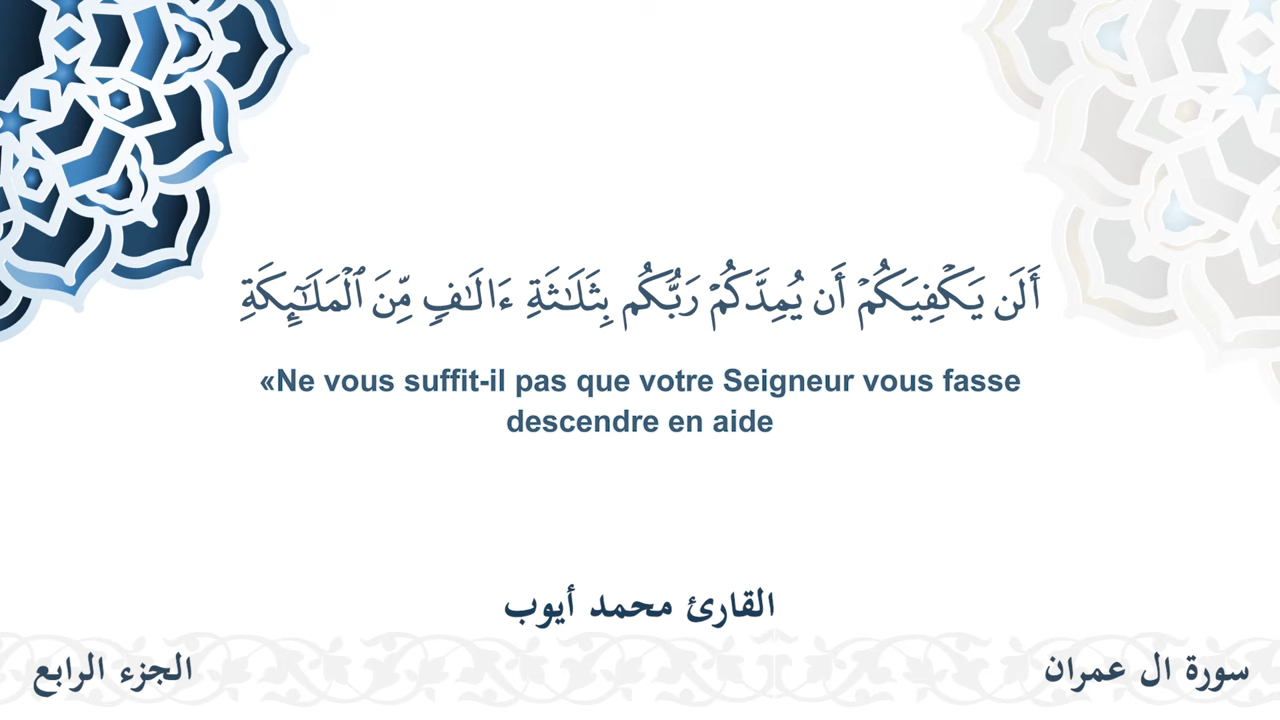 أَلَن يَكۡفِيَكُمۡ أَن يُمِدَّكُمۡ رَبُّكُم بِثَلَٰثَةِ ءَالَٰفٖ مِّنَ ٱلۡمَلَٰٓئِكَةِ
«Ne vous suffit-il pas que votre Seigneur vous fasse
descendre en aide
القارئ محمد أيوب
سورة ال عمران
الجزء الرابع